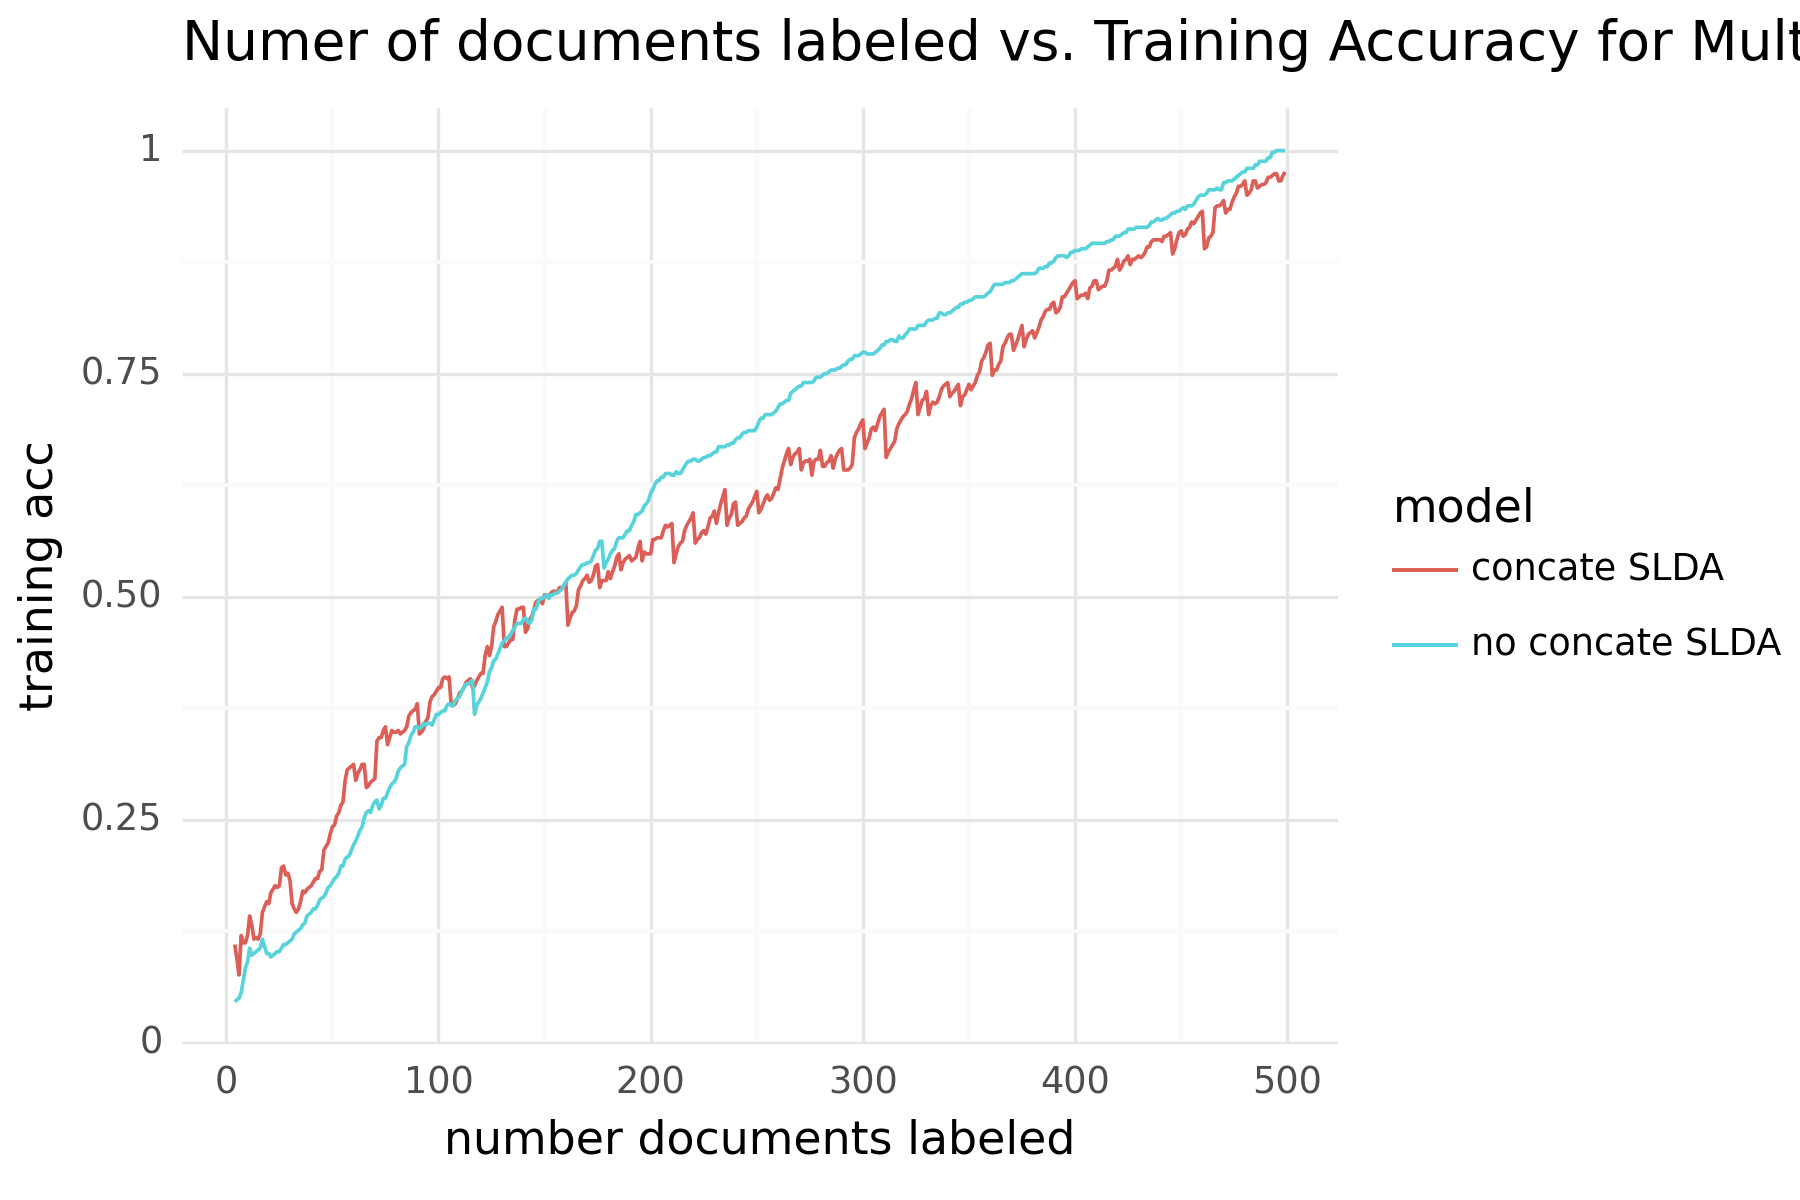 Numer of documents labeled vs. Training Accuracy for Mult
1
0.75
0.50
0.25
0
training acc
0 100 200 300 400 500
number documents labeled
model
concate SLDA
no concate SLDA